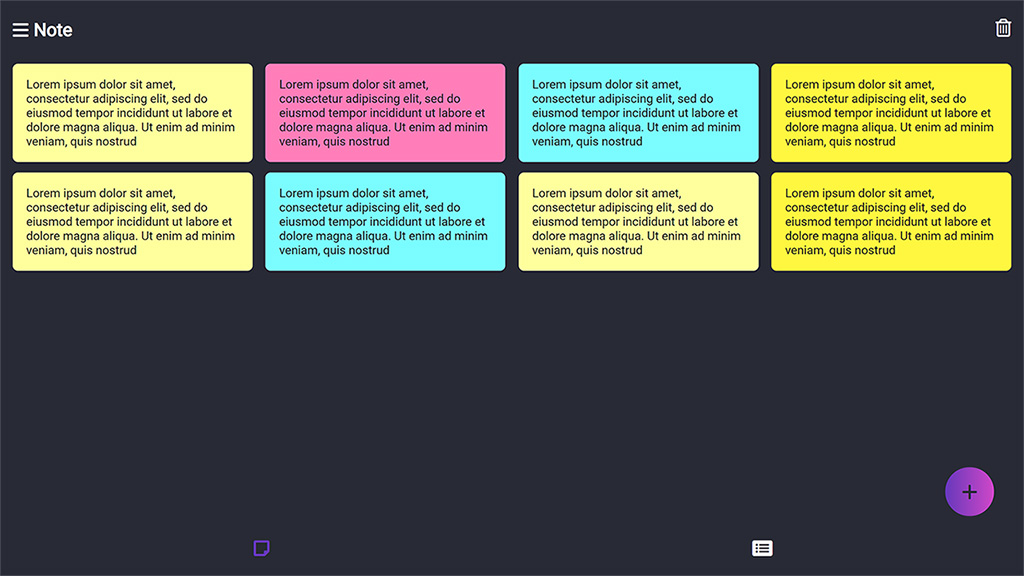 Note
Lorem ipsum dolor sit amet,
consectetur adipiscing elit, sed do
eiusmod tempor incididunt ut labore et
dolore magna aliqua. Ut enim ad minim
veniam, quis nostrud
Lorem ipsum dolor sit amet,
consectetur adipiscing elit, sed do
eiusmod tempor incididunt ut labore et
dolore magna aliqua. Ut enim ad minim
veniam, quis nostrud
Lorem ipsum dolor sit amet,
consectetur adipiscing elit, sed do
eiusmod tempor incididunt ut labore et
dolore magna aliqua. Ut enim ad minim
veniam, quis nostrud
Lorem ipsum dolor sit amet,
consectetur adipiscing elit, sed do
eiusmod tempor incididunt ut labore et
dolore magna aliqua. Ut enim ad minim
veniam, quis nostrud
Lorem ipsum dolor sit amet,
consectetur adipiscing elit, sed do
eiusmod tempor incididunt ut labore et
dolore magna aliqua. Ut enim ad minim
veniam, quis nostrud
Lorem ipsum dolor sit amet,
consectetur adipiscing elit, sed do
eiusmod tempor incididunt ut labore et
dolore magna aliqua. Ut enim ad minim
veniam, quis nostrud
Lorem ipsum dolor sit amet,
consectetur adipiscing elit, sed do
eiusmod tempor incididunt ut labore et
dolore magna aliqua. Ut enim ad minim
veniam, quis nostrud
Lorem ipsum dolor sit amet,
consectetur adipiscing elit, sed do
eiusmod tempor incididunt ut labore et
dolore magna aliqua. Ut enim ad minim
veniam, quis nostrud